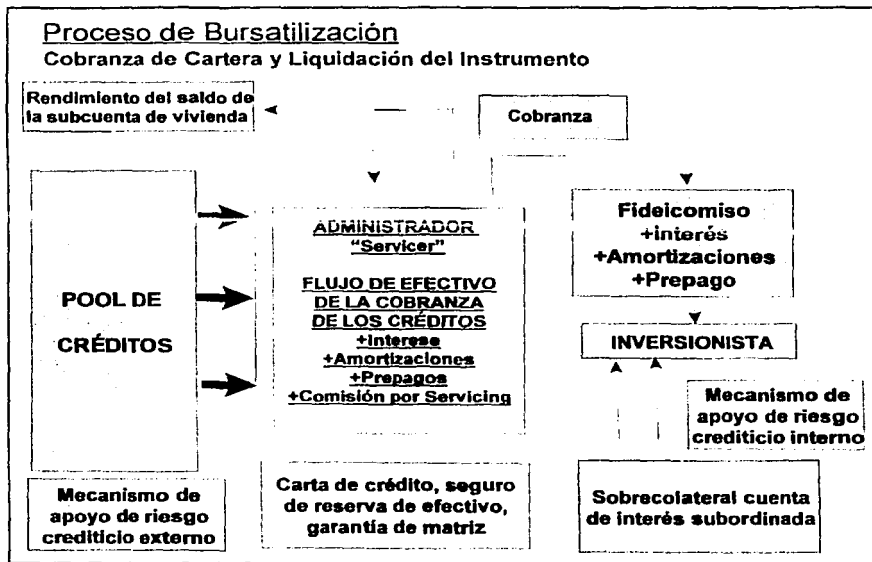 Proceso de Bursatilización
Cobranza de Cartera y Liquidación del Instrumento
Rendimiento del saldo de
la subcuenta de vivienda
Cobranza
POOL DE
CRÉDITOS
ADMINISTRADOR
“Servicer”
FLUJO DE EFECTIVO
DE LA COBRANZA
DE LOS CRÉDITOS
+Interese
+Amortizaciones
+Prepagos
+Comisión por Servicing
Fideicomiso
+interés
+Amortizaciones
+Prepago
INVERSIONISTA
Mecanismo de
apoyo de riesgo
crediticio interno
Mecanismo de
apoyo de riesgo
crediticio externo
Carta de crédito, seguro
de reserva de efectivo,
garantía de matriz
Sobrecolateral cuenta
de interés subordinada